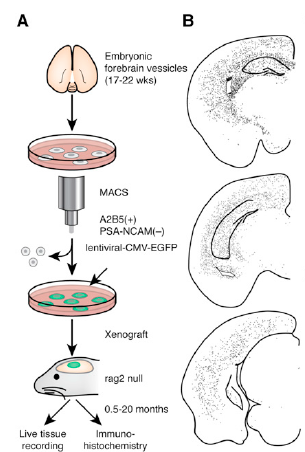 A
B
Embryonic
forebrain vessicles
(17-22 wks)
MACS
A2B5(+)
PSA-NCAM(–)
lentiviral-CMV-EGFP
Xenograft
rag2 null
0.5-20 months
Live tissue
recording
Immuno-
histochemistry